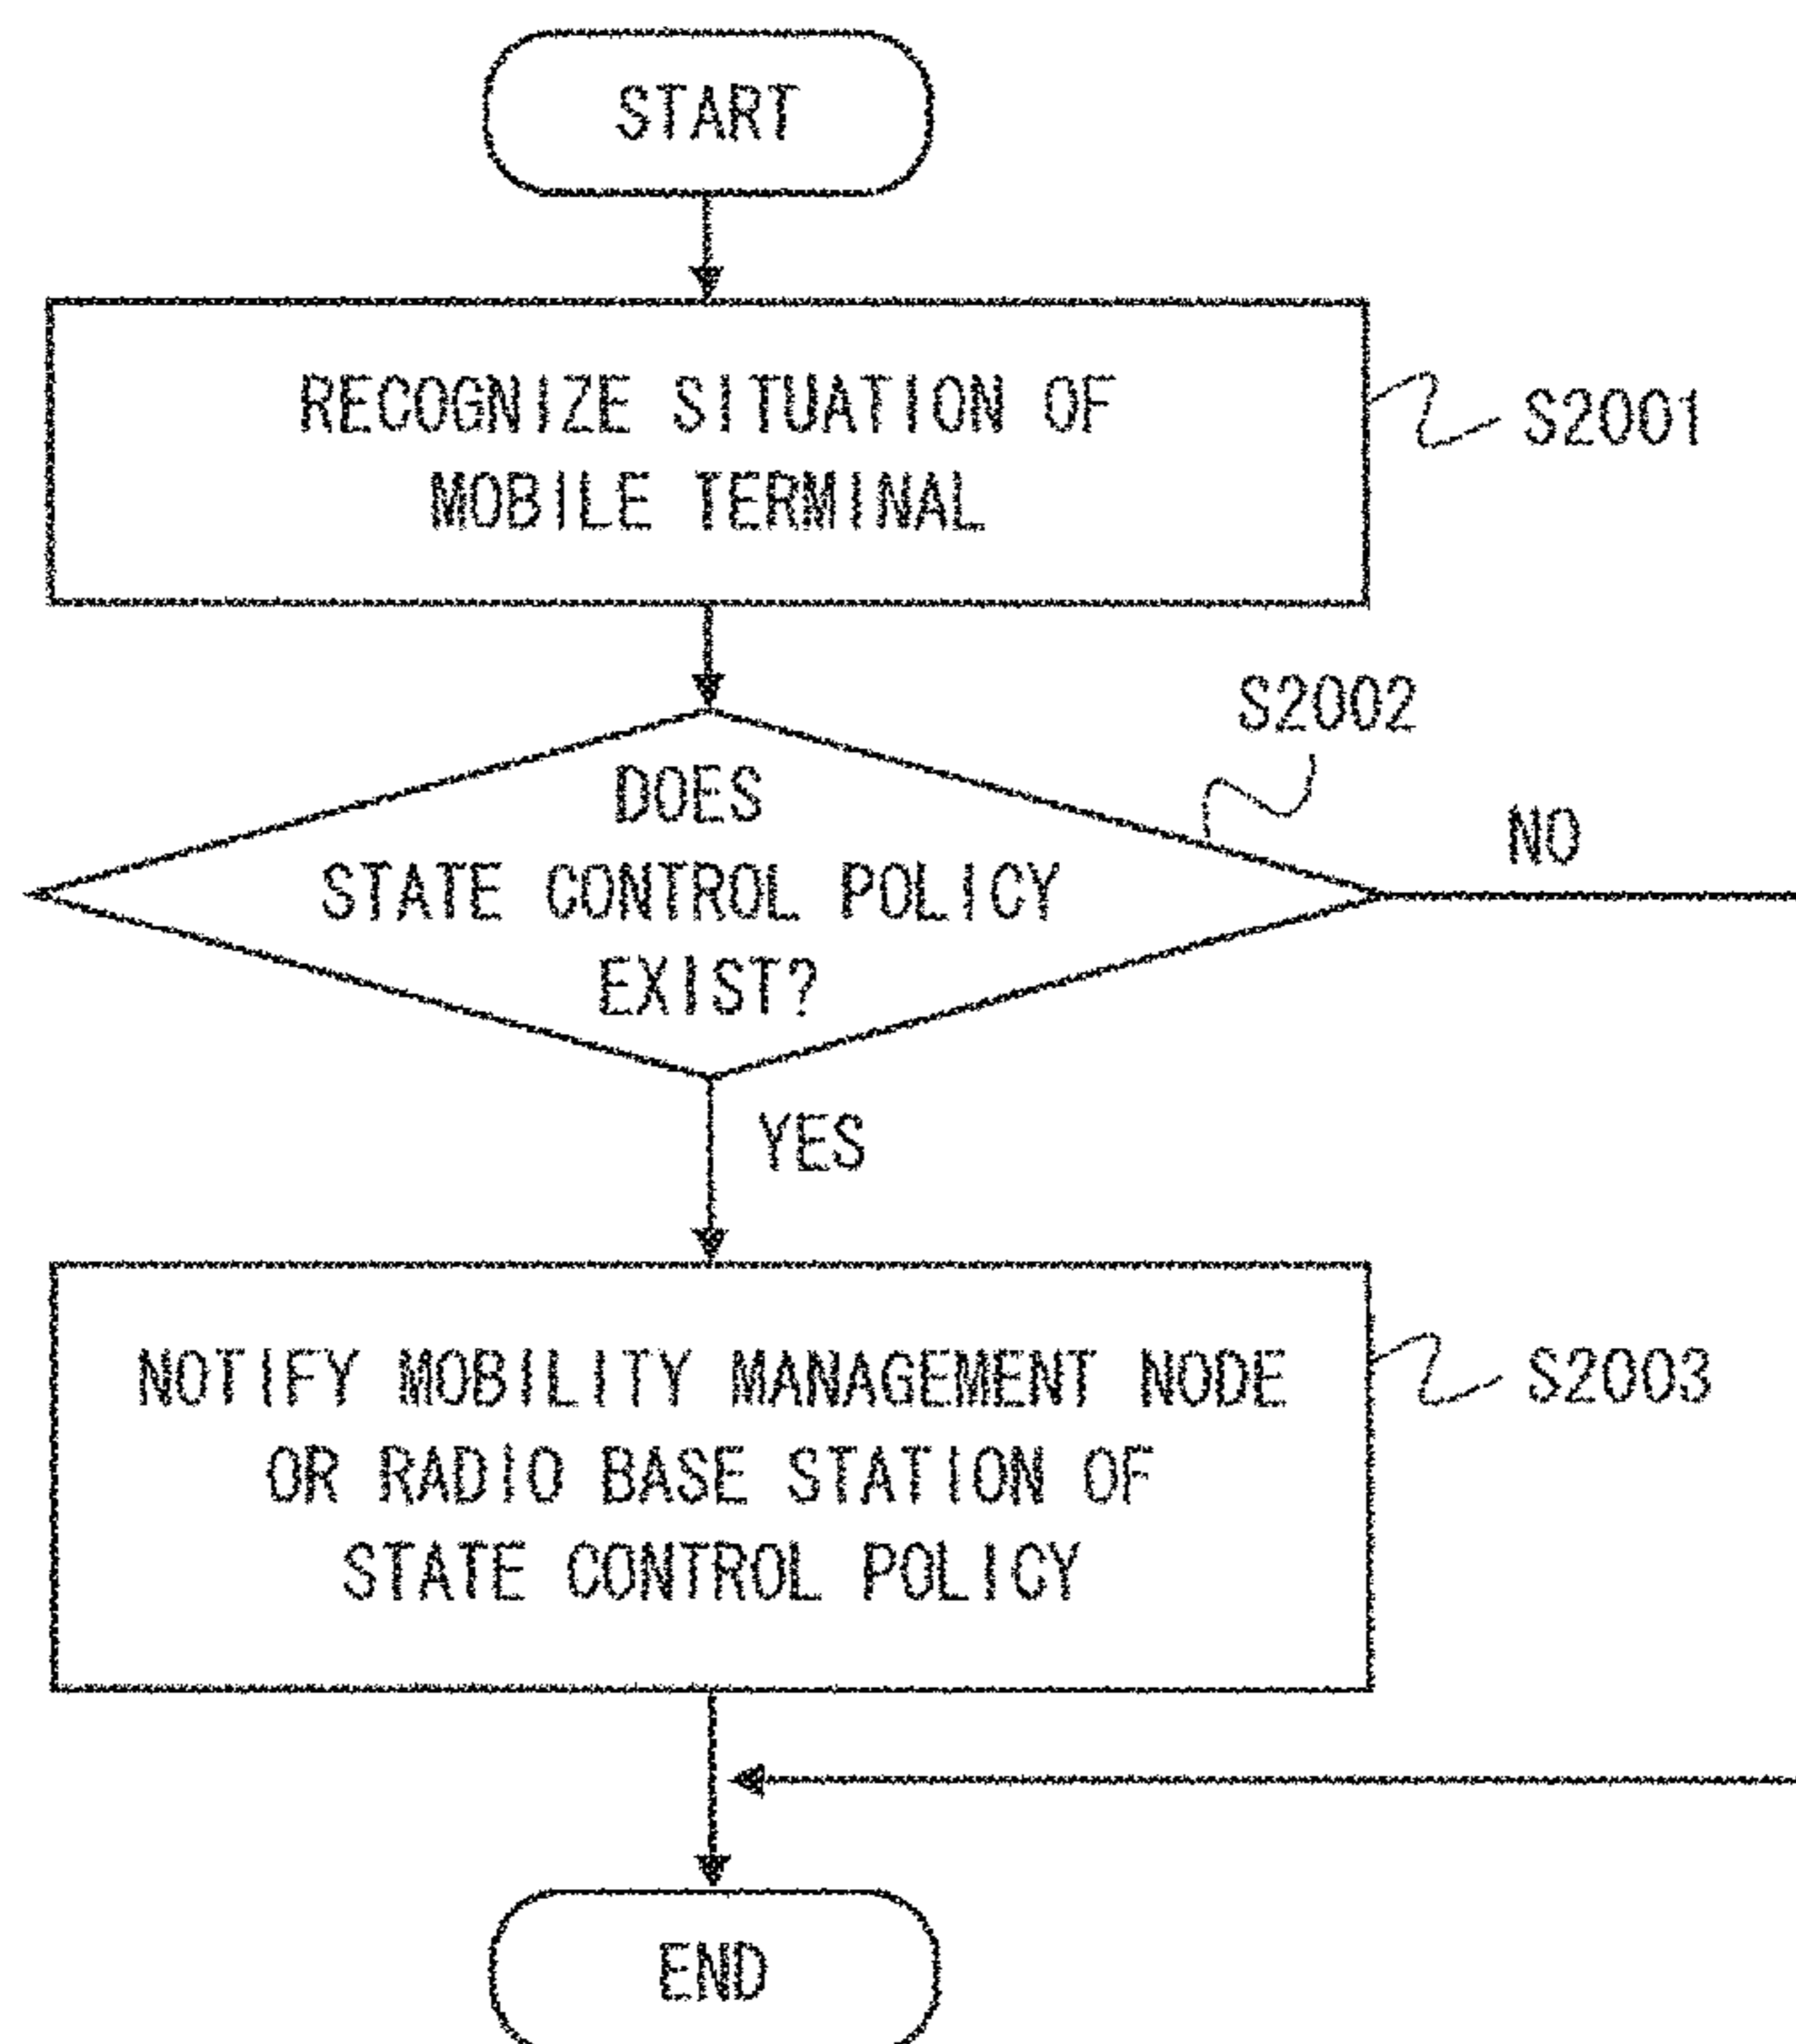 START
RECOGNIZE SITUATION OF
MOBILE TERMINAL
S2001
S2002
DOES
STATE CONTROL POLICY
EXIST?
NO
YES
NOTIFY MOBILITY MANAGEMENT NODE
OR RADIO BASE STATION OF
STATE CONTROL POLICY
S2003
END